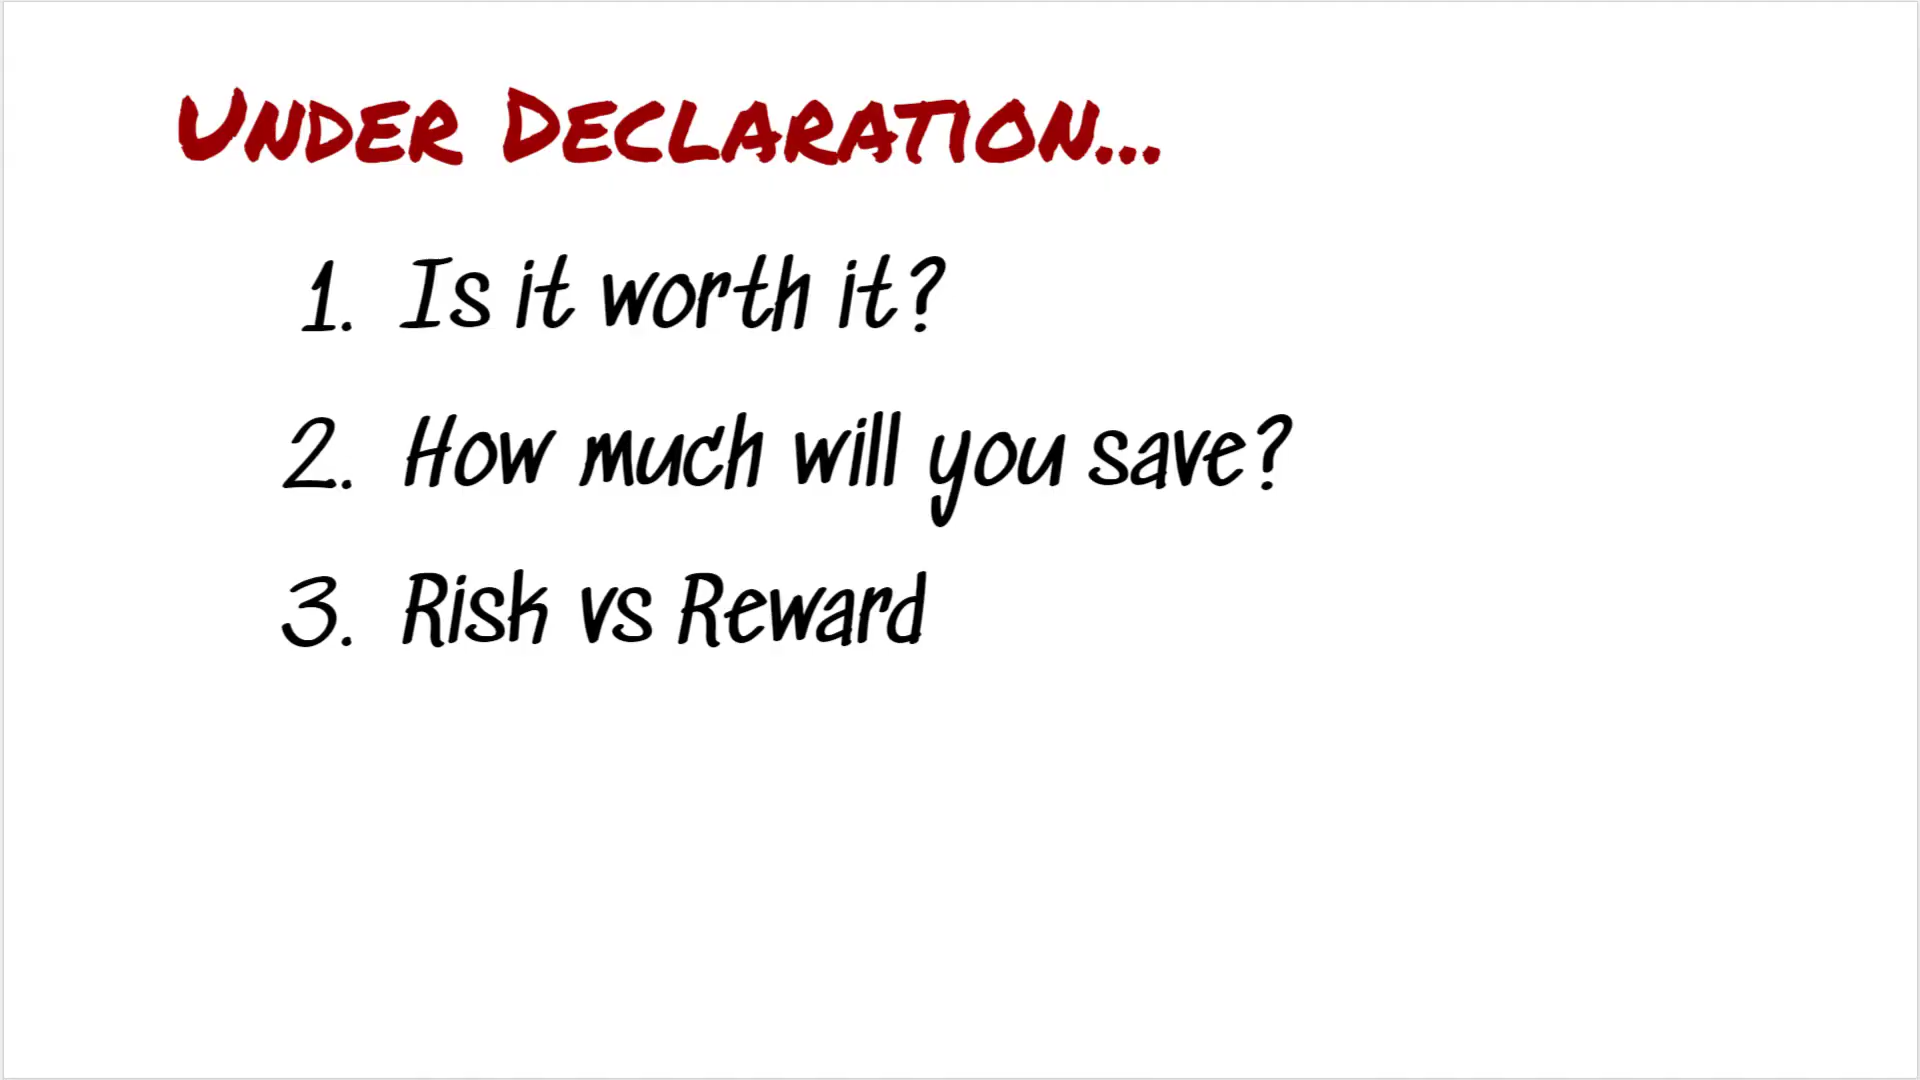 UNDER DECLARATION...
1. Is it worth it?
2. How much will you save?
3. Risk vs Reward